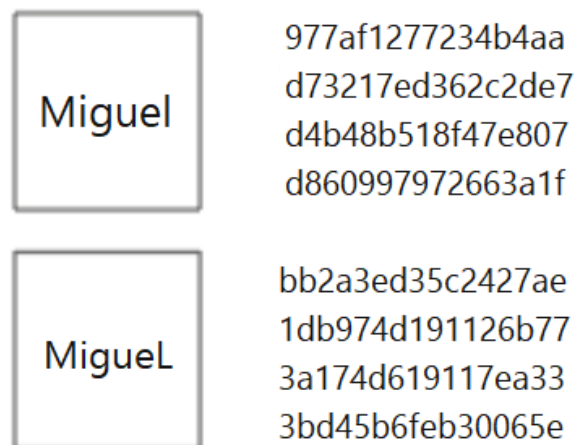 Miguel
977af1277234b4aa
d73217ed362c2de7
d4b48b518f47e807
d860997972663a1f
MigueL
bb2a3ed35c2427ae
1db974d191126b77
3a174d619117ea33
3bd45b6feb30065e